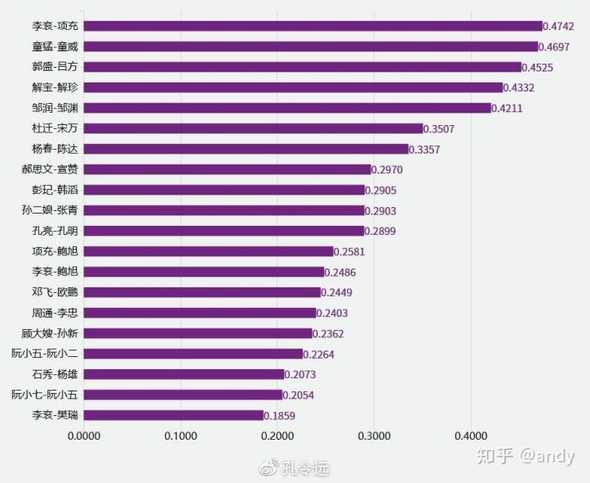 李衮-项充 0.4742
童猛-童威 0.4697
郭盛-吕方 0.4525
解宝-解珍 0.4332
邹润-邹渊 0.4211
杜迁-宋万 0.3507
杨春-陈达 0.3357
郝思文-宣赞 0.2970
彭玘-韩滔 0.2905
孙二娘-张青 0.2903
孔亮-孔明 0.2899
项充-鲍旭 0.2581
李衮-鲍旭 0.2486
邓飞-欧鹏 0.2449
周通-李忠 0.2403
顾大嫂-孙新 0.2362
阮小五-阮小二 0.2264
石秀-杨雄 0.2073
阮小七-阮小五 0.2054
李衮-樊瑞 0.1859
0.0000 0.1000 0.2000 0.3000 0.4000
知乎 @andy
孔令远